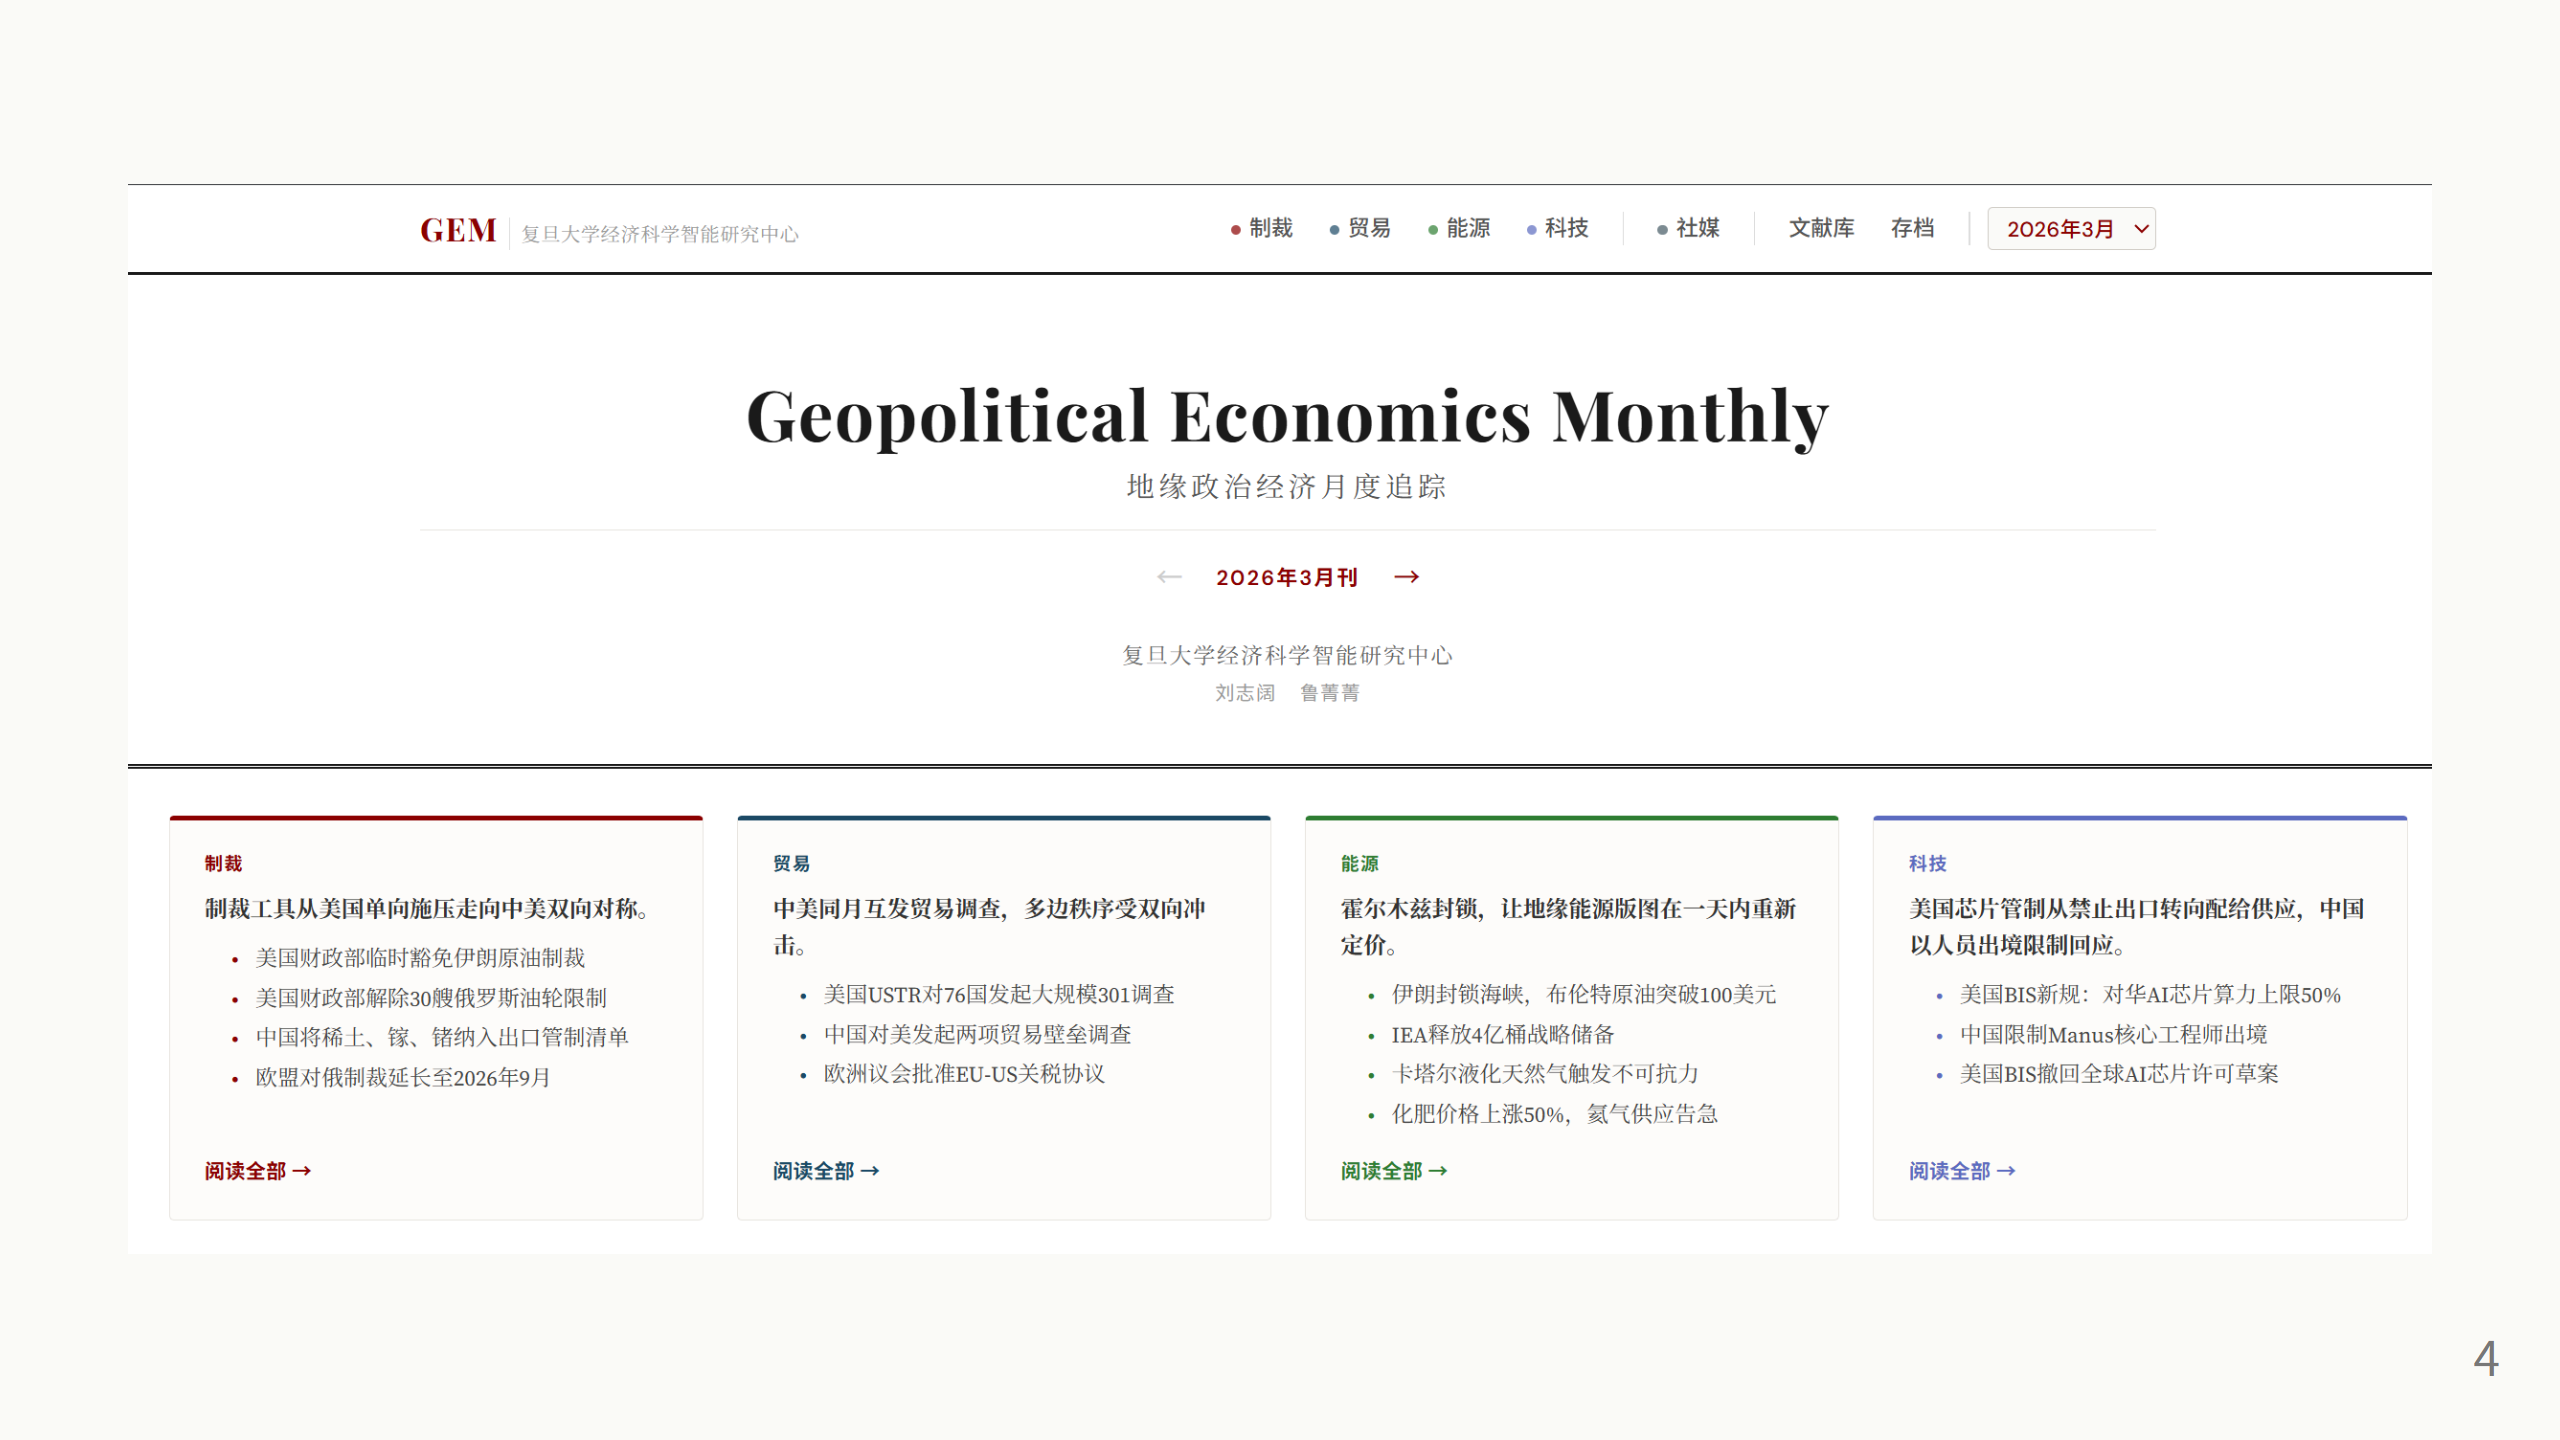 GEM 复旦大学经济科学智能研究中心 制裁 贸易 能源 科技 社媒 文献库 存档 2026年3月
Geopolitical Economics Monthly
地缘政治经济月度追踪
← 2026年3月刊 →
复旦大学经济科学智能研究中心
刘志阔 鲁菁菁
制裁
制裁工具从美国单向施压走向中美双向对称。
• 美国财政部临时豁免伊朗原油制裁
• 美国财政部解除30艘俄罗斯油轮限制
• 中国将稀土、镓、锗纳入出口管制清单
• 欧盟对俄制裁延长至2026年9月
阅读全部 →
贸易
中美同月互发贸易调查，多边秩序受双向冲
击。
• 美国USTR对76国发起大规模301调查
• 中国对美发起两项贸易壁垒调查
• 欧洲议会批准EU-US关税协议
阅读全部 →
能源
霍尔木兹封锁，让地缘能源版图在一天内重新
定价。
• 伊朗封锁海峡，布伦特原油突破100美元
• IEA释放4亿桶战略储备
• 卡塔尔液化天然气触发不可抗力
• 化肥价格上涨50%，氦气供应告急
阅读全部 →
科技
美国芯片管制从禁止出口转向配给供应，中国
以人员出境限制回应。
• 美国BIS新规：对华AI芯片算力上限50%
• 中国限制Manus核心工程师出境
• 美国BIS撤回全球AI芯片许可草案
阅读全部 →
4